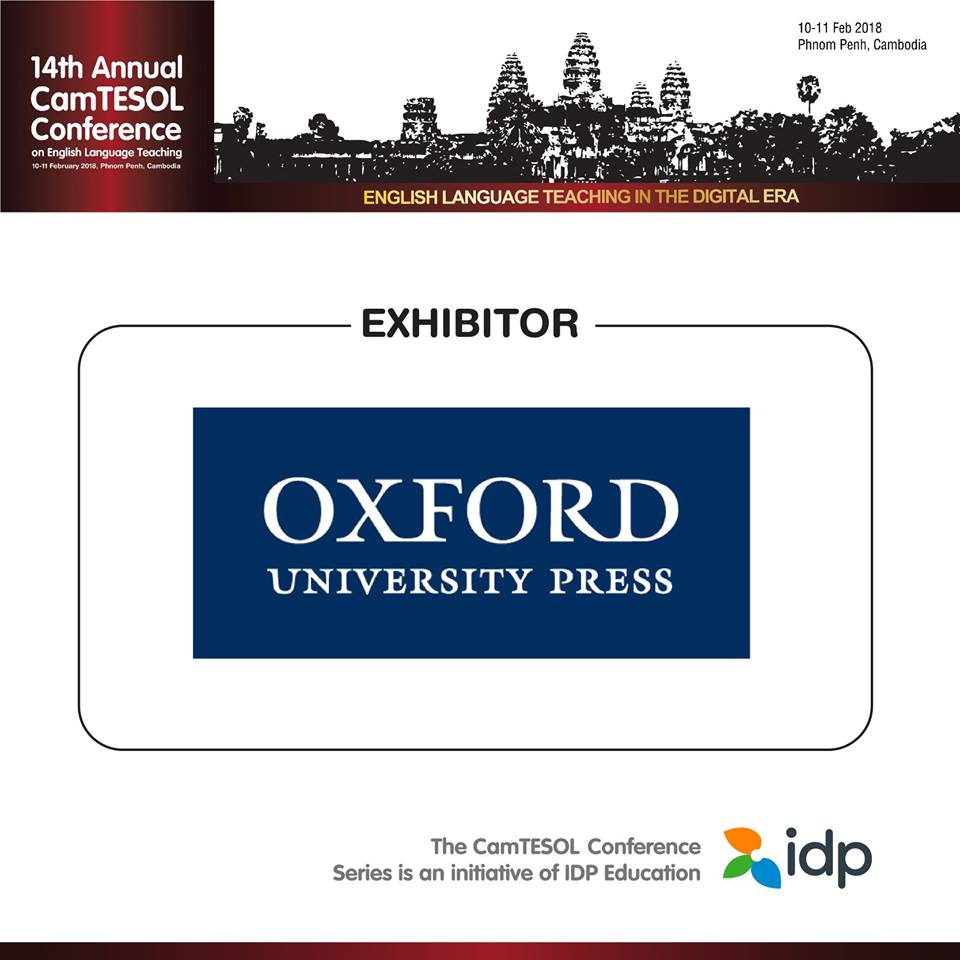 14th Annual
CamTESOL
Conference
on English Language Teaching
10-11 February 2018, Phnom Penh, Cambodia
10-11 Feb 2018
Phnom Penh, Cambodia
ENGLISH LANGUAGE TEACHING IN THE DIGITAL ERA
EXHIBITOR
OXFORD
UNIVERSITY PRESS
The CamTESOL Conference
Series is an initiative of IDP Education
idp